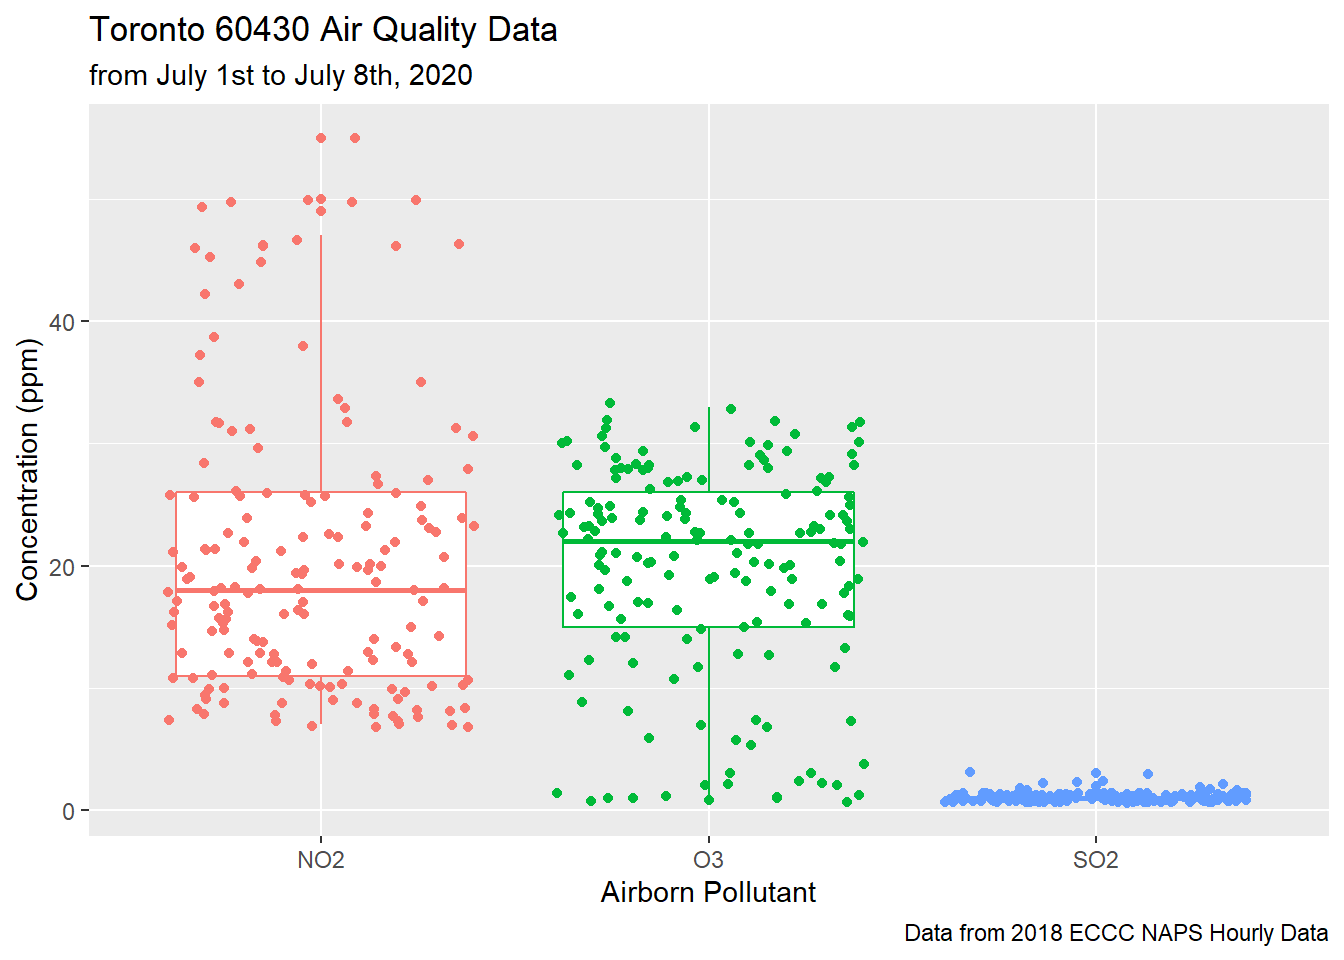 Toronto 60430 Air Quality Data
from July 1st to July 8th, 2020
Concentration (ppm)
40
20
0
NO2 O3 SO2
Airborn Pollutant
Data from 2018 ECCC NAPS Hourly Data